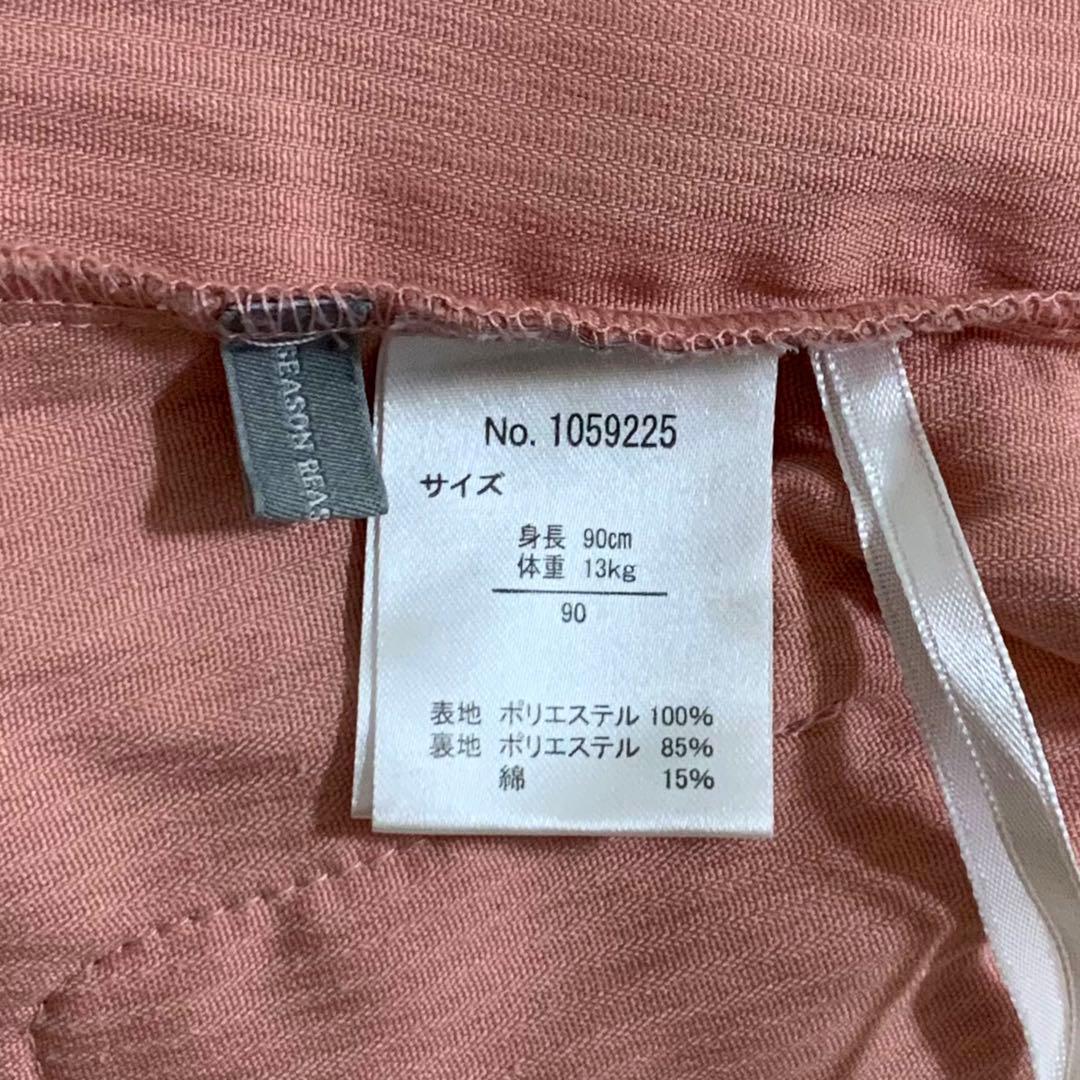 SEASON REAS
No. 1059225
サイズ
身長 90cm
体重 13kg
90
表地 ポリエステル 100%
裏地 ポリエステル 85%
綿 15%